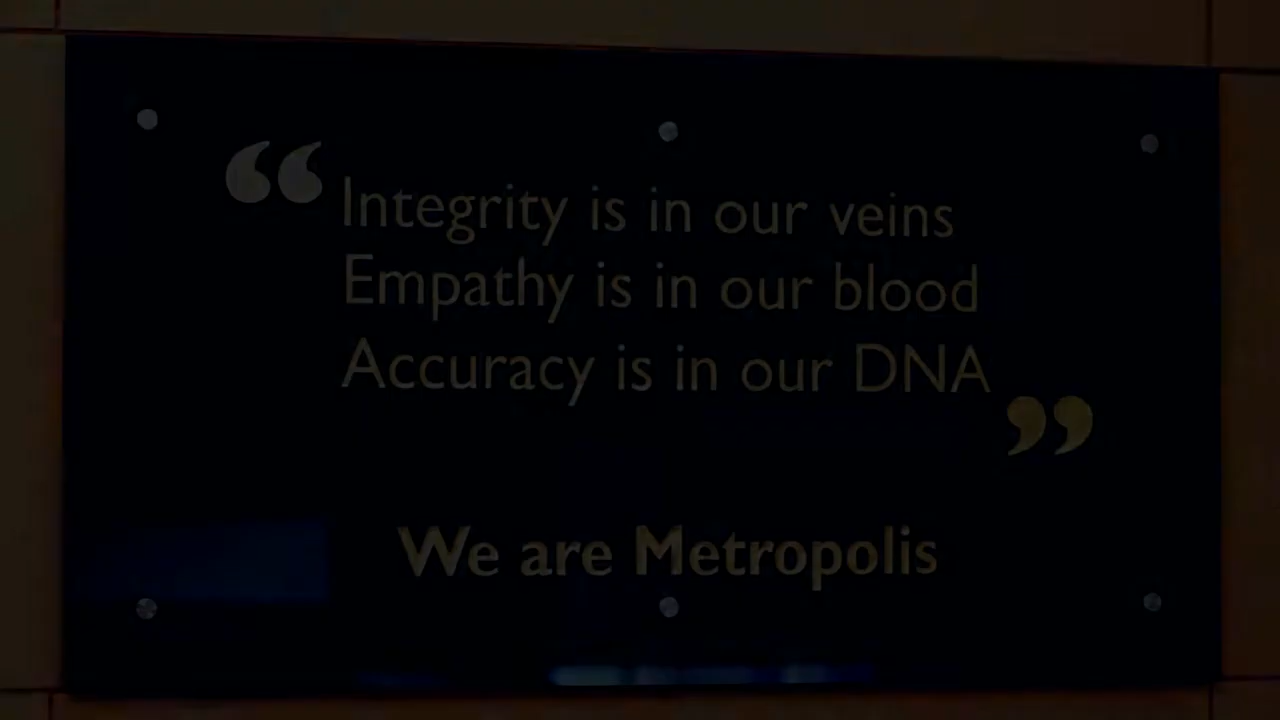 “Integrity is in our veins
Empathy is in our blood
Accuracy is in our DNA”
We are Metropolis